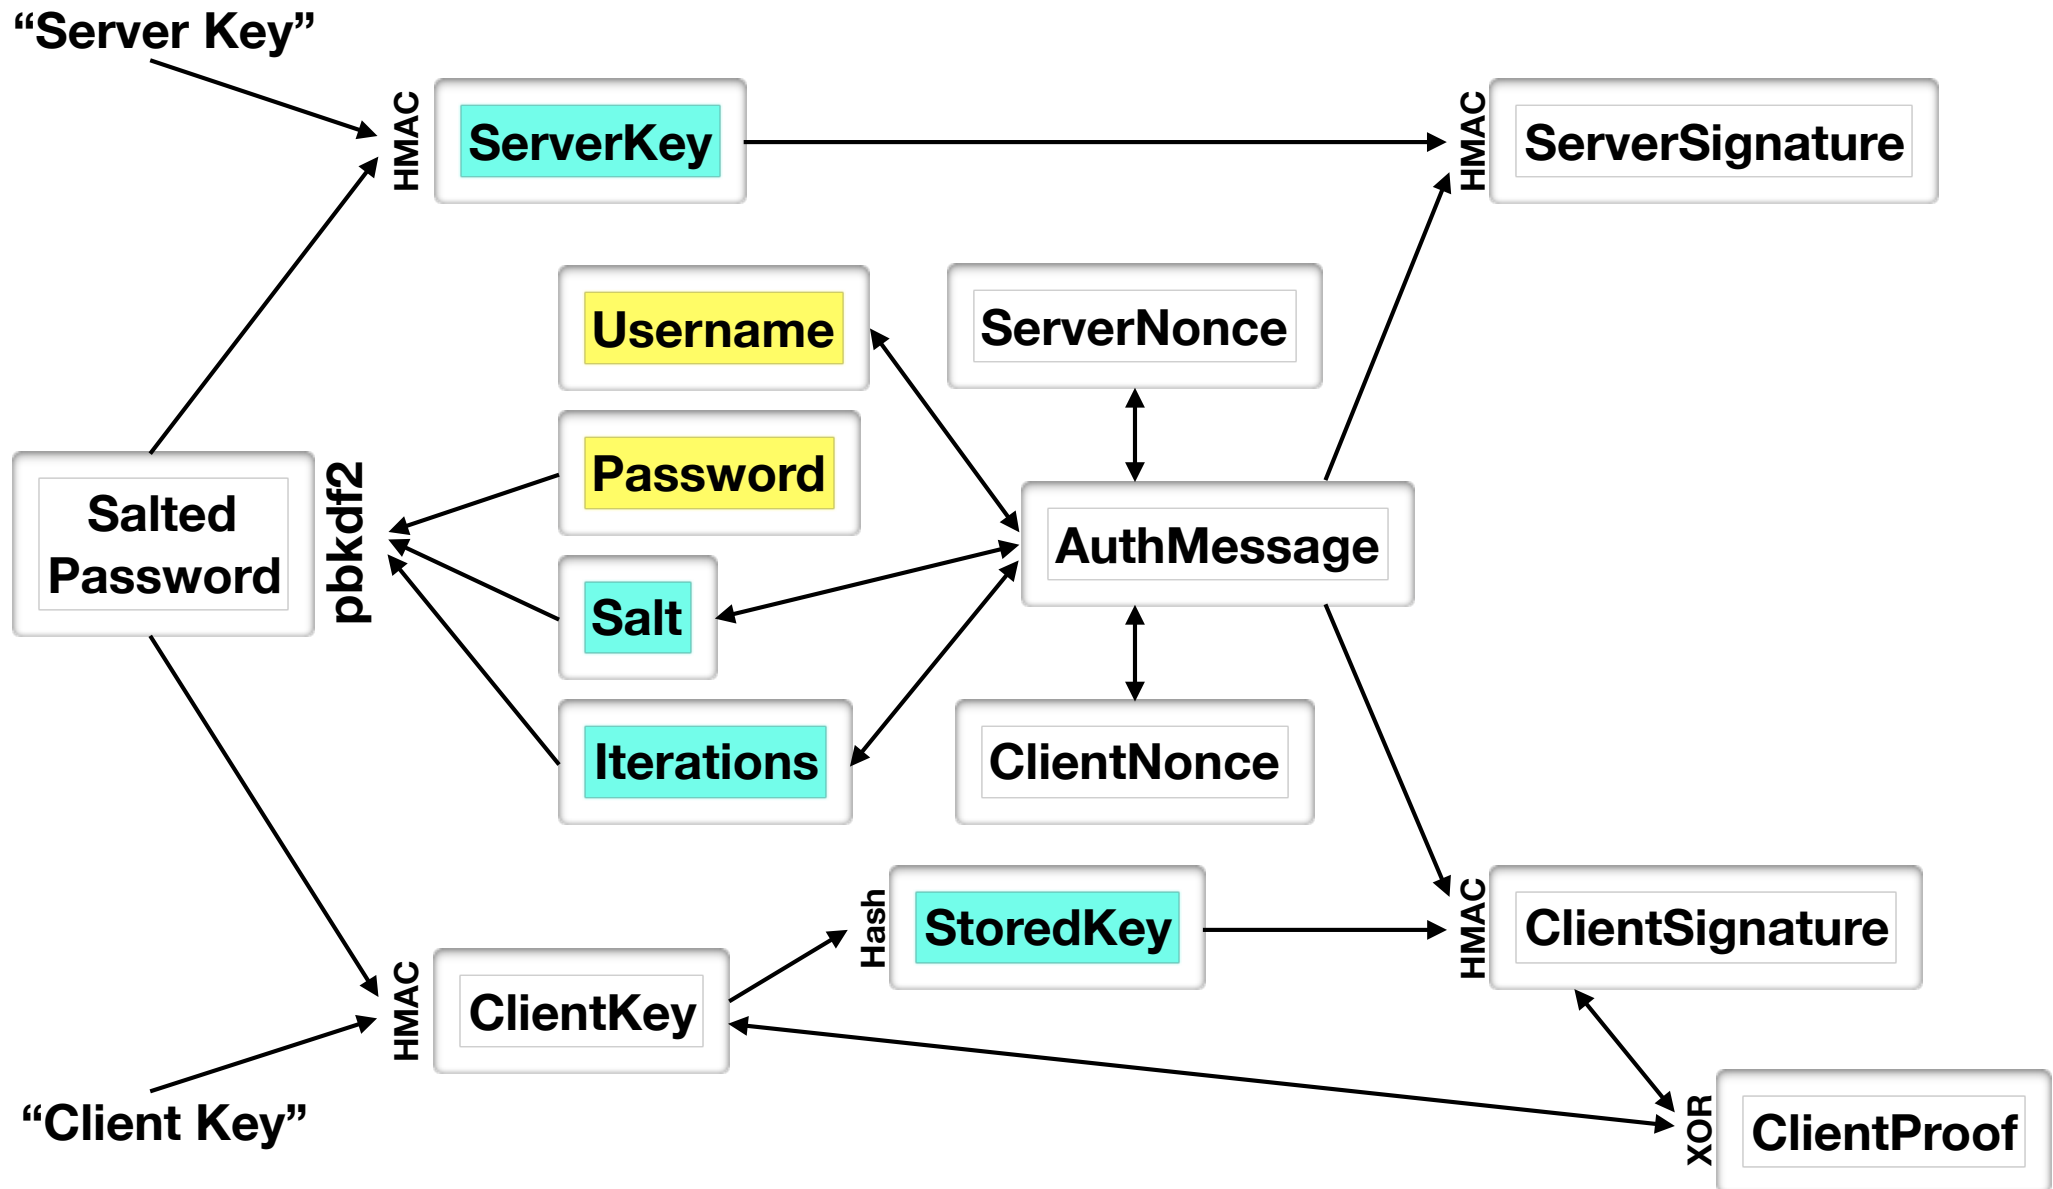 “Server Key”
HMAC
ServerKey
HMAC
ServerSignature
Username
ServerNonce
Password
Salted
Password
pbkdf2
AuthMessage
Salt
Iterations
ClientNonce
Hash
StoredKey
HMAC
ClientSignature
HMAC
ClientKey
“Client Key”
XOR
ClientProof